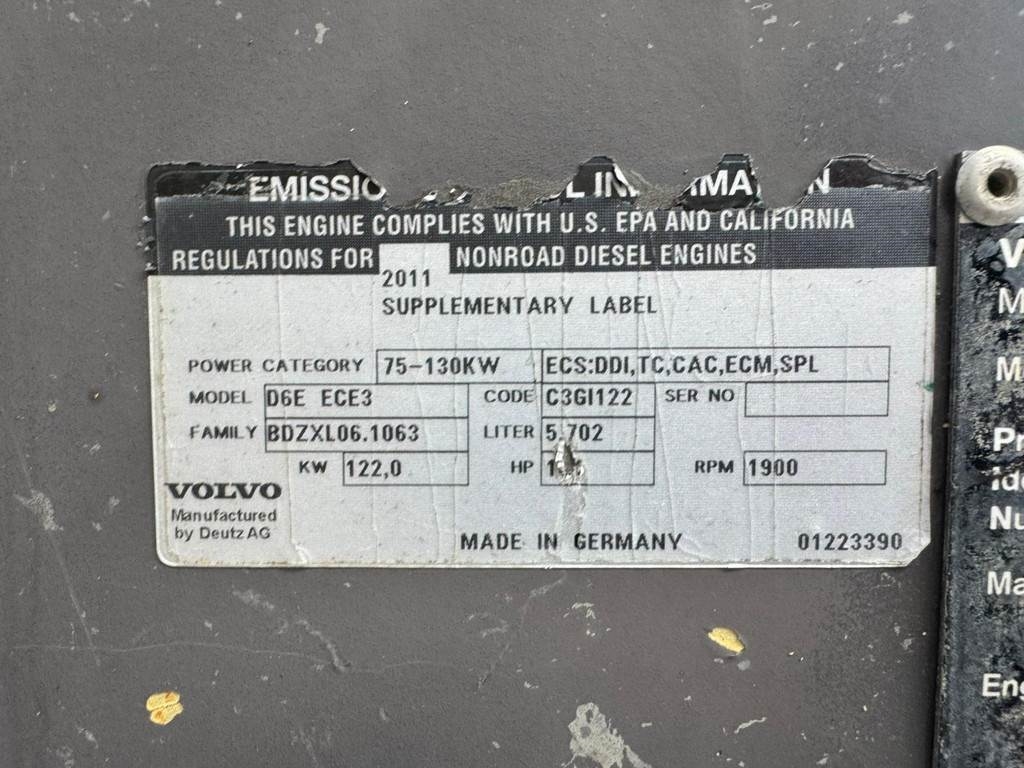 EMISSIO
THIS ENGINE COMPLIES WITH U.S. EPA AND CALIFORNIA
REGULATIONS FOR 2011 NONROAD DIESEL ENGINES
SUPPLEMENTARY LABEL
POWER CATEGORY 75-130KW ECS:DDI,TC,CAC,ECM,SPL
MODEL D6E ECE3 CODE C3GI122 SER NO
FAMILY BDZXL06.1063 LITER 5.702
KW 122,0 HP RPM 1900
VOLVO
Manufactured
by Deutz AG
MADE IN GERMANY 01223390